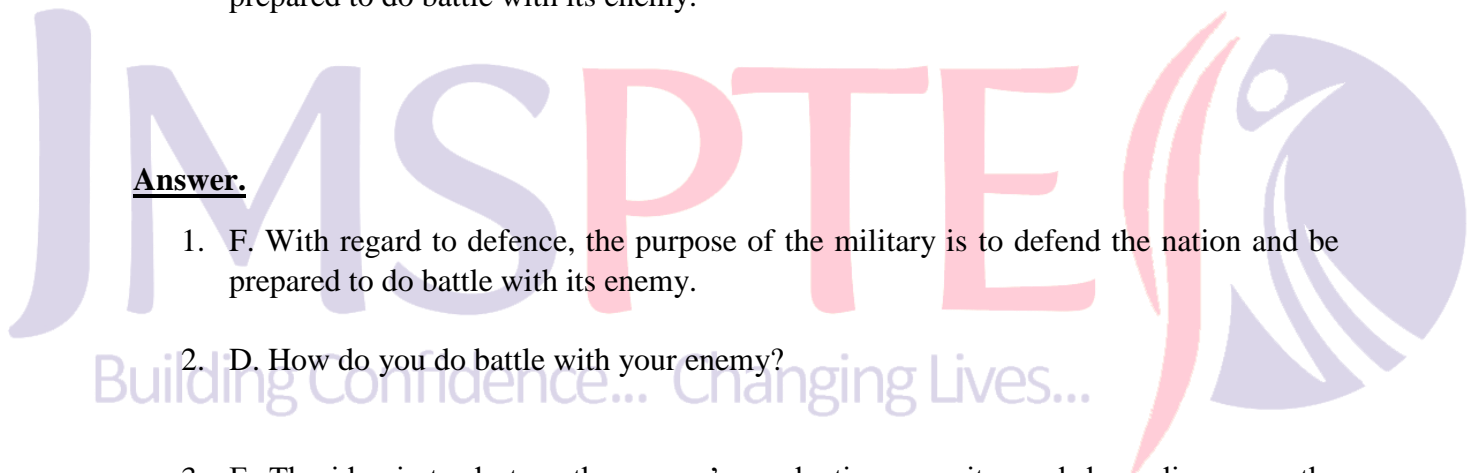 prepared to do battle with its enemy.
JMSPTE
Answer.
1. F. With regard to defence, the purpose of the military is to defend the nation and be
prepared to do battle with its enemy.
2. D. How do you do battle with your enemy?
Building Confidence... Changing Lives...